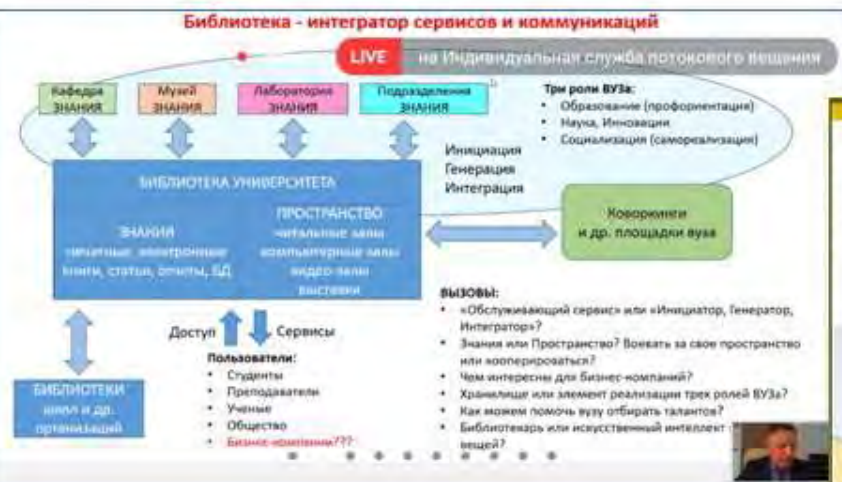 Библиотека - интегратор сервисов и коммуникаций
LIVE на Индивидуальная служба потокового вещания
Кафедра
ЗНАНИЯ
Музей
ЗНАНИЯ
Лаборатория
ЗНАНИЯ
Подразделения
ЗНАНИЯ
Три роли ВУЗа:
• Образование (профориентация)
• Наука, Инновации
• Социализация (самореализация)
Инициация
Генерация
Интеграция
БИБЛИОТЕКА УНИВЕРСИТЕТА
ЗНАНИЯ
печатные, электронные
книги, статьи, отчеты, БД
ПРОСТРАНСТВО
читальные залы
компьютерные залы
видео-залы
выставки
Коворкинги
и др. площадки вуза
Доступ
Сервисы
Пользователи:
• Студенты
• Преподаватели
• Ученые
• Общество
• Бизнес-компании???
БИБЛИОТЕКИ
школ и др.
организаций
ВЫЗОВЫ:
• «Обслуживающий сервис» или «Инициатор, Генератор,
Интегратор»?
• Знания или Пространство? Воевать за свое пространство
или кооперироваться?
• Чем интересны для бизнес-компаний?
• Хранилище или элемент реализации трех ролей ВУЗа?
• Как можем помочь вузу отбирать талантов?
• Библиотекарь или искусственный интеллект
вещей?